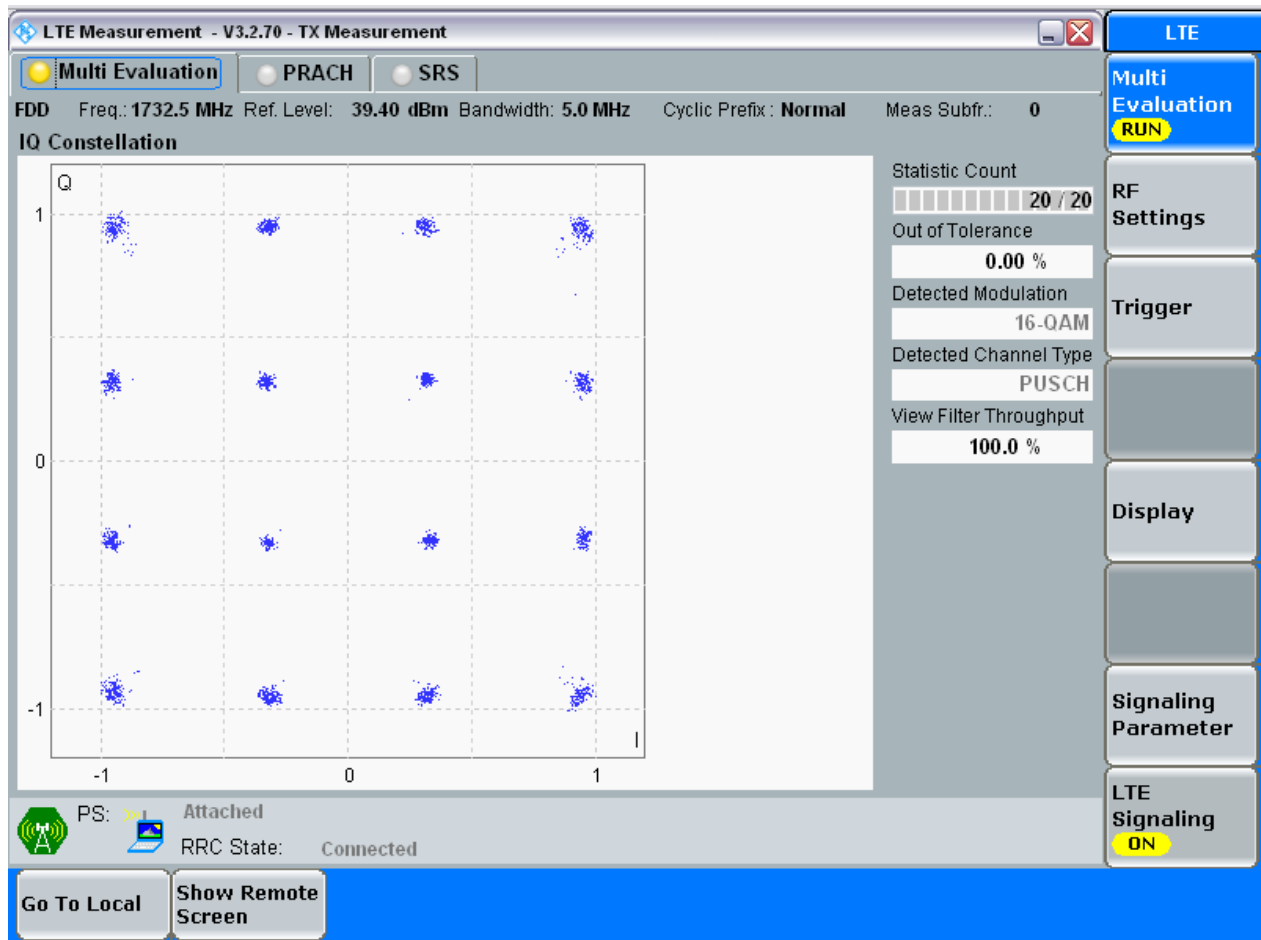 LTE Measurement - V3.2.70 - TX Measurement
LTE
Multi Evaluation
PRACH
SRS
Multi
Evaluation
RUN
FDD Freq.: 1732.5 MHz Ref. Level: 39.40 dBm Bandwidth: 5.0 MHz Cyclic Prefix : Normal Meas Subfr.: 0
IQ Constellation
Q
1
0
-1
I
-1 0 1
Statistic Count
20 / 20
Out of Tolerance
0.00 %
Detected Modulation
16-QAM
Detected Channel Type
PUSCH
View Filter Throughput
100.0 %
RF
Settings
Trigger
Display
Signaling
Parameter
LTE
Signaling
ON
PS: Attached
RRC State: Connected
Go To Local
Show Remote
Screen